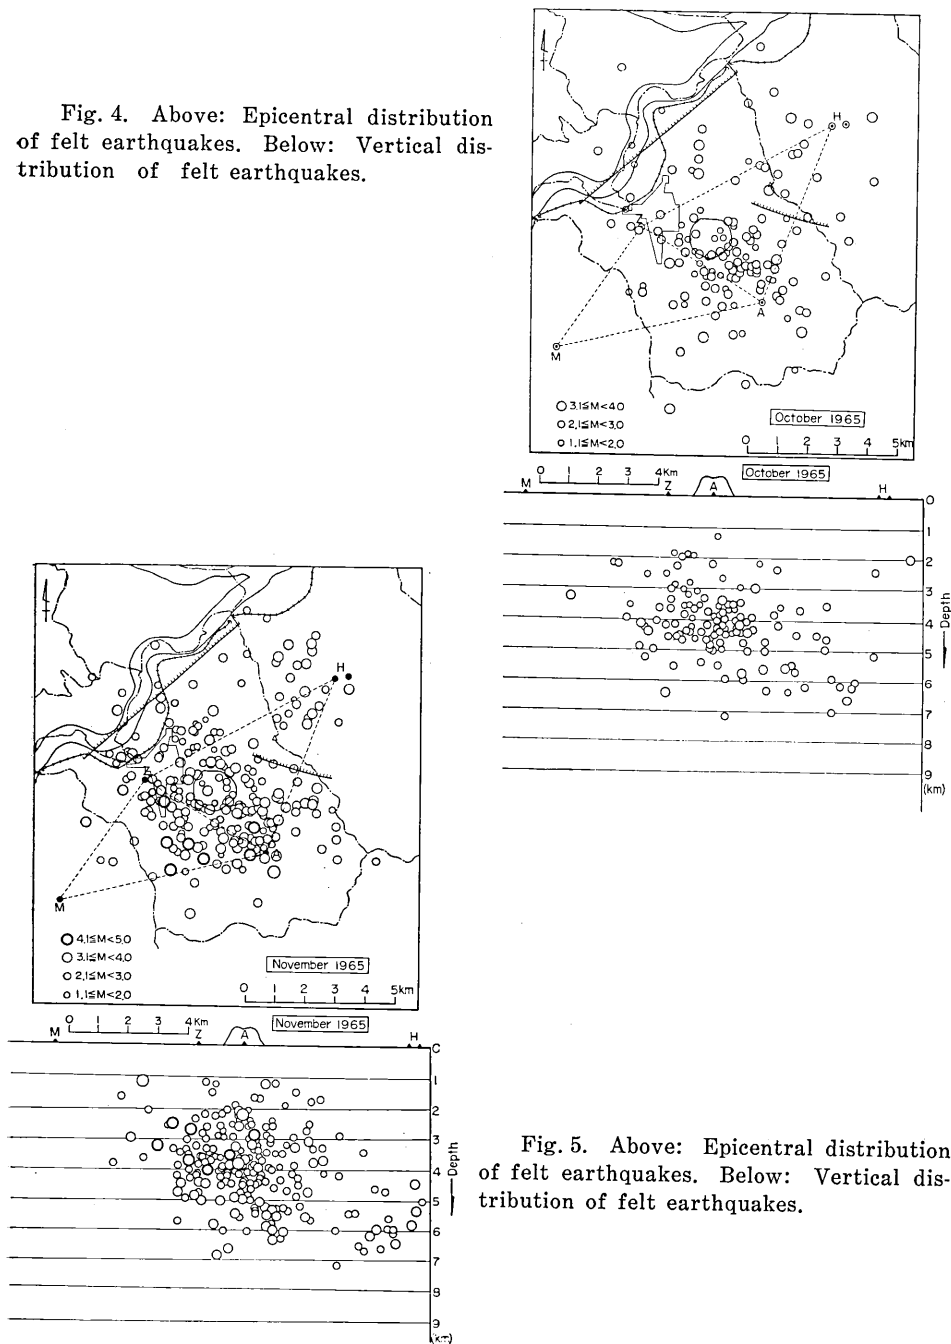 Fig. 4. Above: Epicentral distribution
of felt earthquakes. Below: Vertical dis-
tribution of felt earthquakes.
H
Z
A
M
3.1≦M<4.0
2.1≦M<3.0
1.1≦M<2.0
October 1965
0 1 2 3 4 5km
0 1 2 3 4Km
October 1965
M Z A H
0
1
2
3
4
5
6
7
8
9
(km)
Depth
H
Z
A
M
4.1≦M<5.0
3.1≦M<4.0
2.1≦M<3.0
1.1≦M<2.0
November 1965
0 1 2 3 4 5km
0 1 2 3 4Km
November 1965
M Z A H
1
2
3
4
5
6
7
9
9
(km)
Depth
Fig. 5. Above: Epicentral distribution
of felt earthquakes. Below: Vertical dis-
tribution of felt earthquakes.